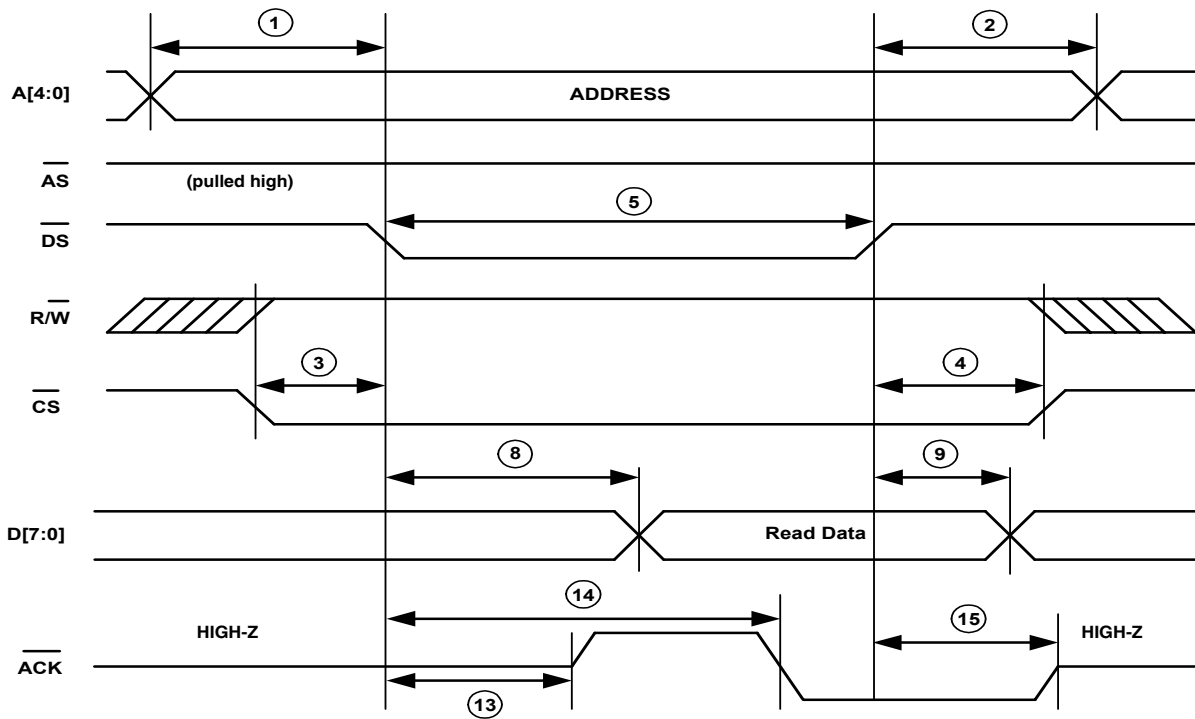 1
2
A[4:0]
ADDRESS
AS
(pulled high)
5
DS
R/W
3
4
CS
8
9
D[7:0]
Read Data
14
HIGH-Z
15
HIGH-Z
ACK
13